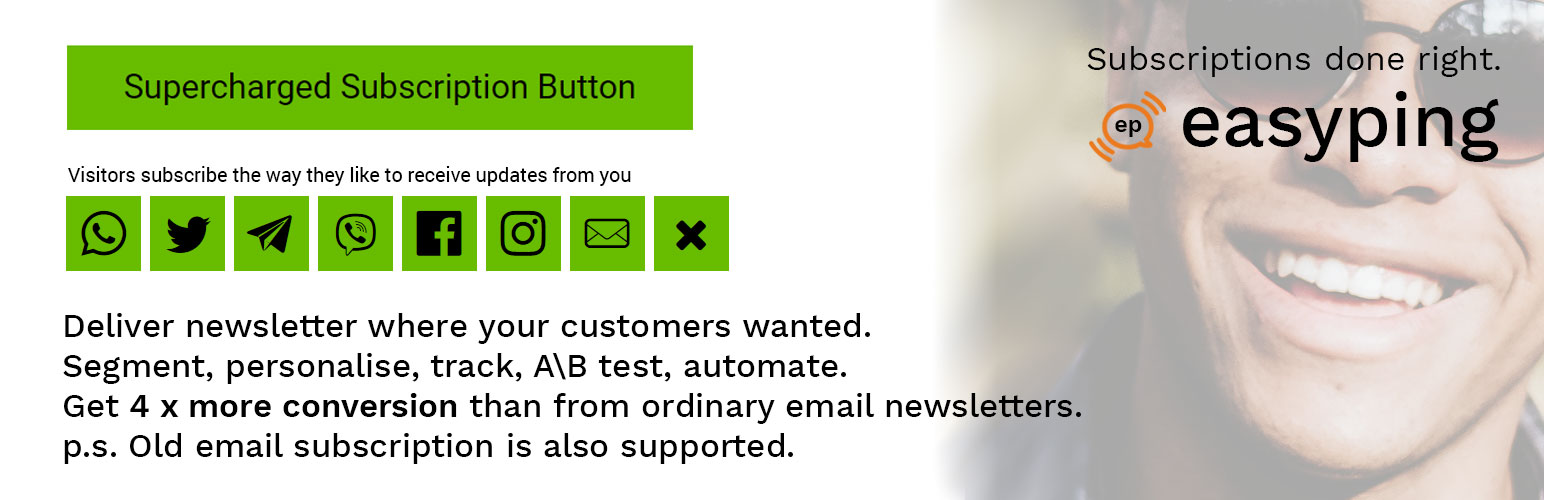 Supercharged Subscription Button
Subscriptions done right.
ep
easyping
Visitors subscribe the way they like to receive updates from you
Deliver newsletter where your customers wanted.
Segment, personalise, track, A\B test, automate.
Get 4 x more conversion than from ordinary email newsletters.
p.s. Old email subscription is also supported.